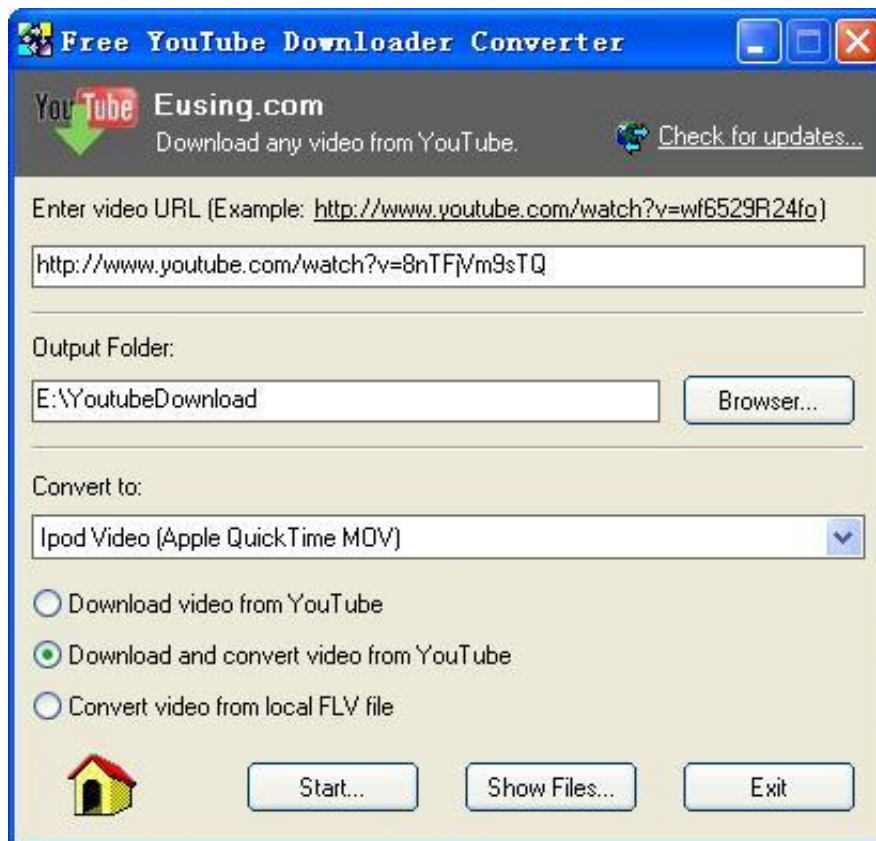 Free YouTube Downloader Converter
YouTube
Eusing.com
Download any video from YouTube.
Check for updates...
Enter video URL (Example: http://www.youtube.com/watch?v=wf6529R24fo)
http://www.youtube.com/watch?v=8nTFjVm9sTQ
Output Folder:
E:\YoutubeDownload
Browser...
Convert to:
Ipod Video (Apple QuickTime MOV)
Download video from YouTube
Download and convert video from YouTube
Convert video from local FLV file
Start...
Show Files...
Exit